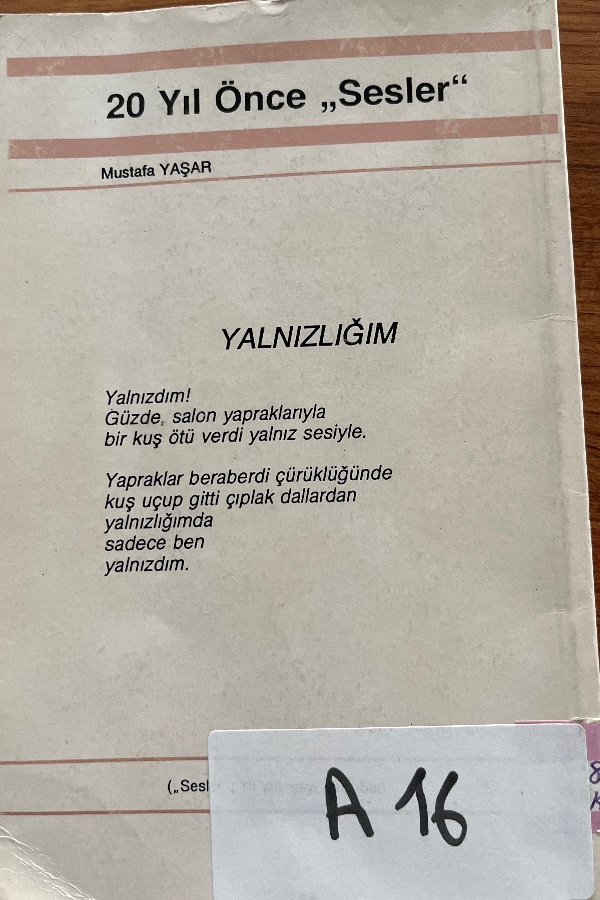 20 Yıl Önce „Sesler“
Mustafa YAŞAR
YALNIZLIĞIM
Yalnızdım!
Güzde, salon yapraklarıyla
bir kuş ötü verdi yalnız sesiyle.
Yapraklar beraberdi çürüklüğünde
kuş uçup gitti çıplak dallardan
yalnızlığımda
sadece ben
yalnızdım.
(„Sesl
A 16
8
K